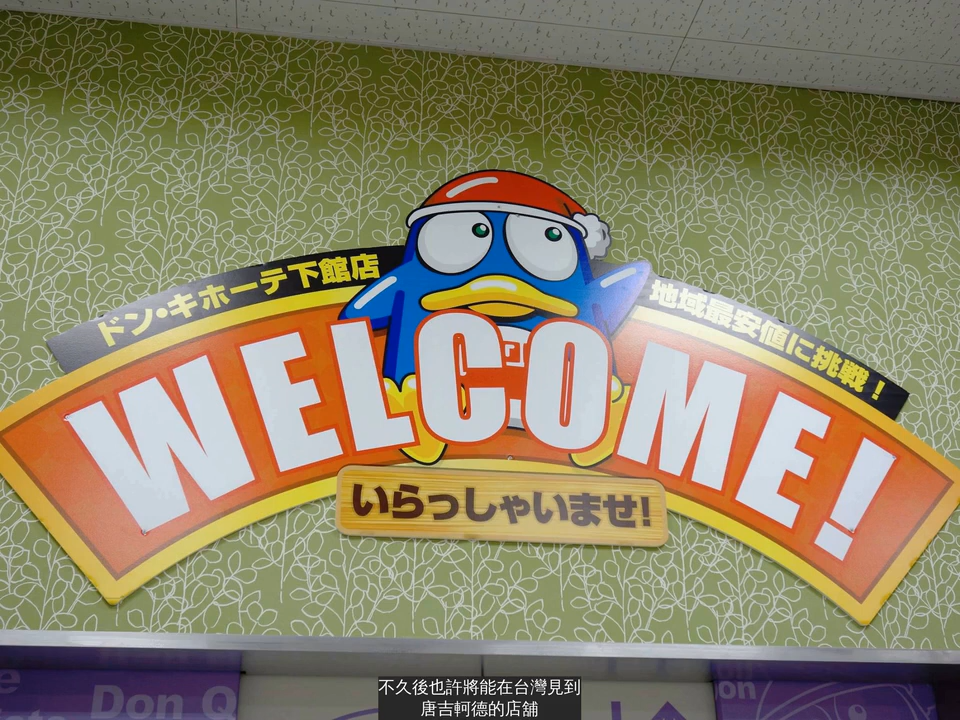 ドン・キホーテ下館店
地域最安値に挑戦！
WELCOME!
いらっしゃいませ!
Don Q
on
不久後也許將能在台灣見到
唐吉軻德的店舖